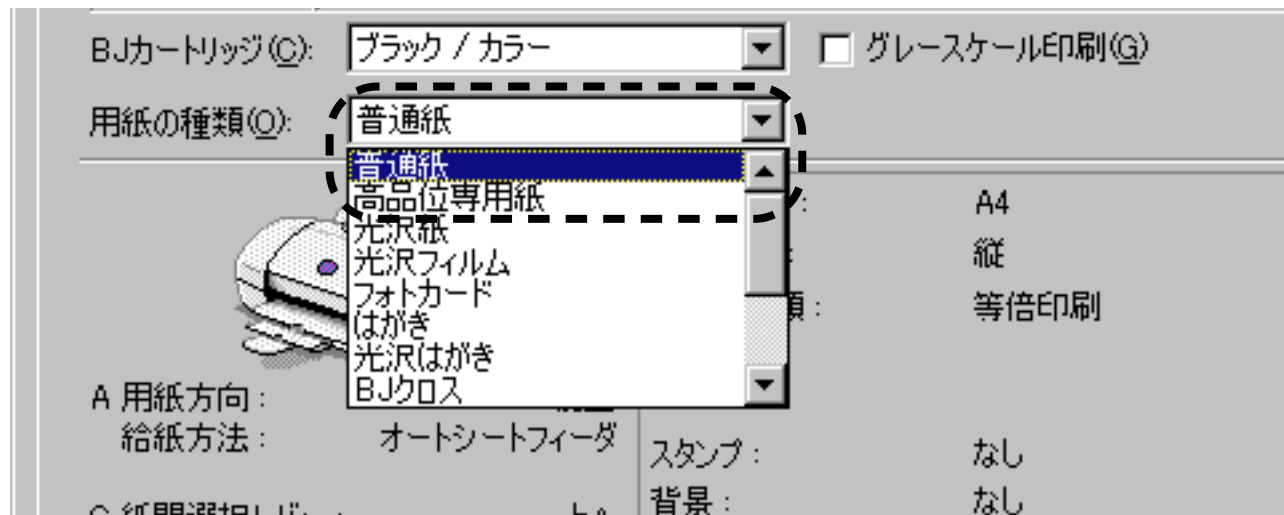 BJカートリッジ(C): ブラック / カラー グレースケール印刷(G)
用紙の種類(O): 普通紙
普通紙
高品位専用紙
光沢紙
光沢フィルム
フォトカード
はがき
光沢はがき
BJクロス
: A4
: 縦
類 : 等倍印刷
A 用紙方向 :
給紙方法 : オートシートフィーダ
スタンプ : なし
背景 : なし